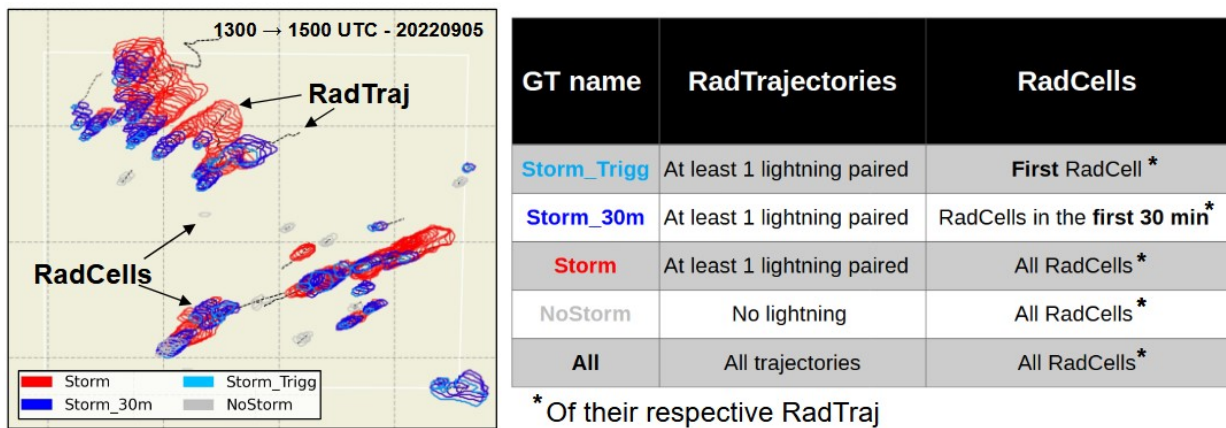 1300 → 1500 UTC - 20220905
RadTraj
RadCells
Storm
Storm_30m
Storm_Trigg
NoStorm
GT name RadTrajectories RadCells
Storm_Trigg At least 1 lightning paired First RadCell *
Storm_30m At least 1 lightning paired RadCells in the first 30 min*
Storm At least 1 lightning paired All RadCells *
NoStorm No lightning All RadCells *
All All trajectories All RadCells*
*Of their respective RadTraj